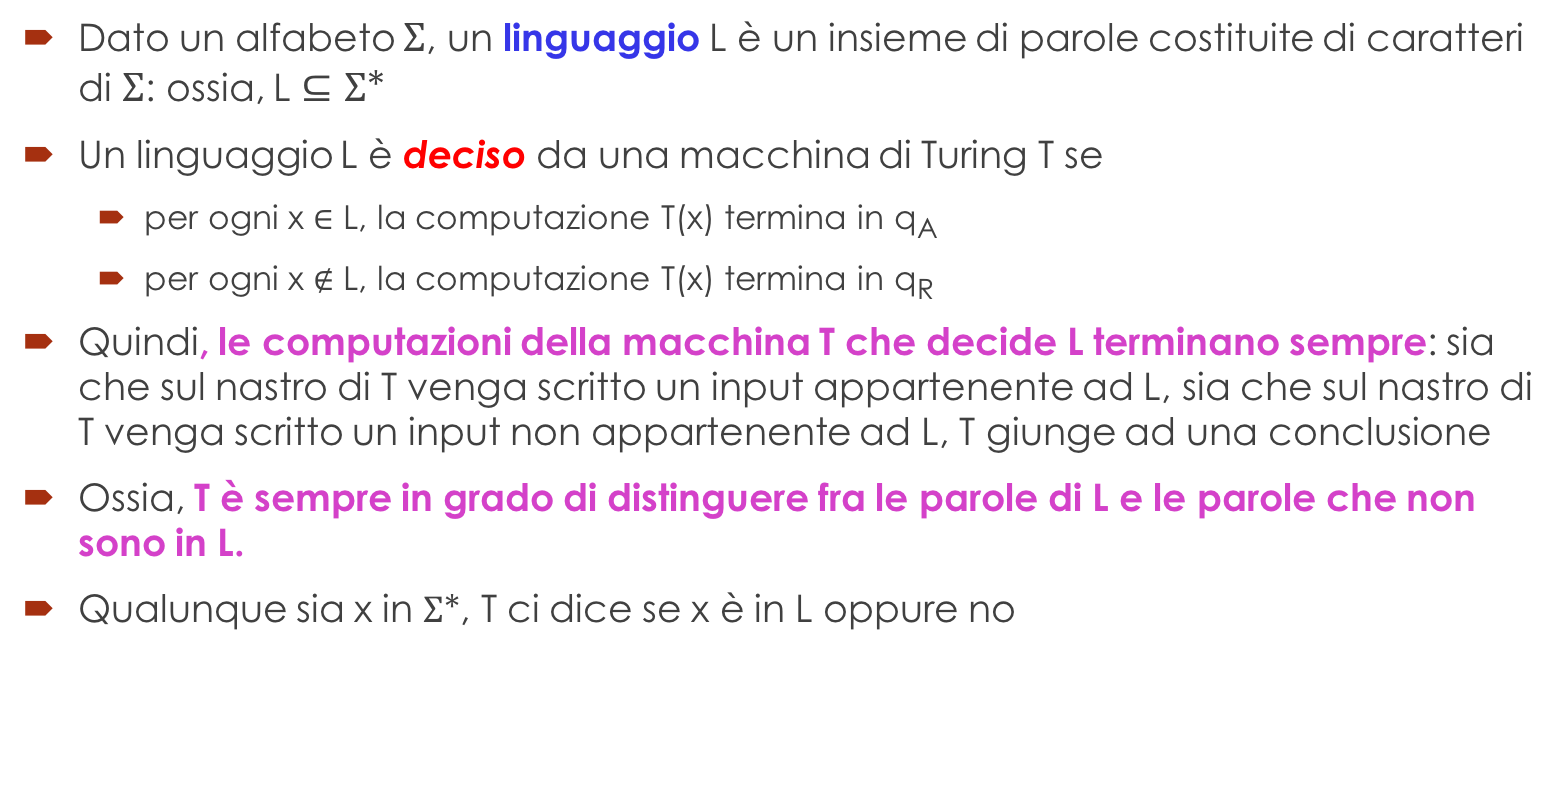 Dato un alfabeto Σ, un linguaggio L è un insieme di parole costituite di caratteri
di Σ: ossia, L ⊆ Σ*
Un linguaggio L è deciso da una macchina di Turing T se
per ogni x ∈ L, la computazione T(x) termina in qA
per ogni x ∉ L, la computazione T(x) termina in qR
Quindi, le computazioni della macchina T che decide L terminano sempre: sia
che sul nastro di T venga scritto un input appartenente ad L, sia che sul nastro di
T venga scritto un input non appartenente ad L, T giunge ad una conclusione
Ossia, T è sempre in grado di distinguere fra le parole di L e le parole che non
sono in L.
Qualunque sia x in Σ*, T ci dice se x è in L oppure no